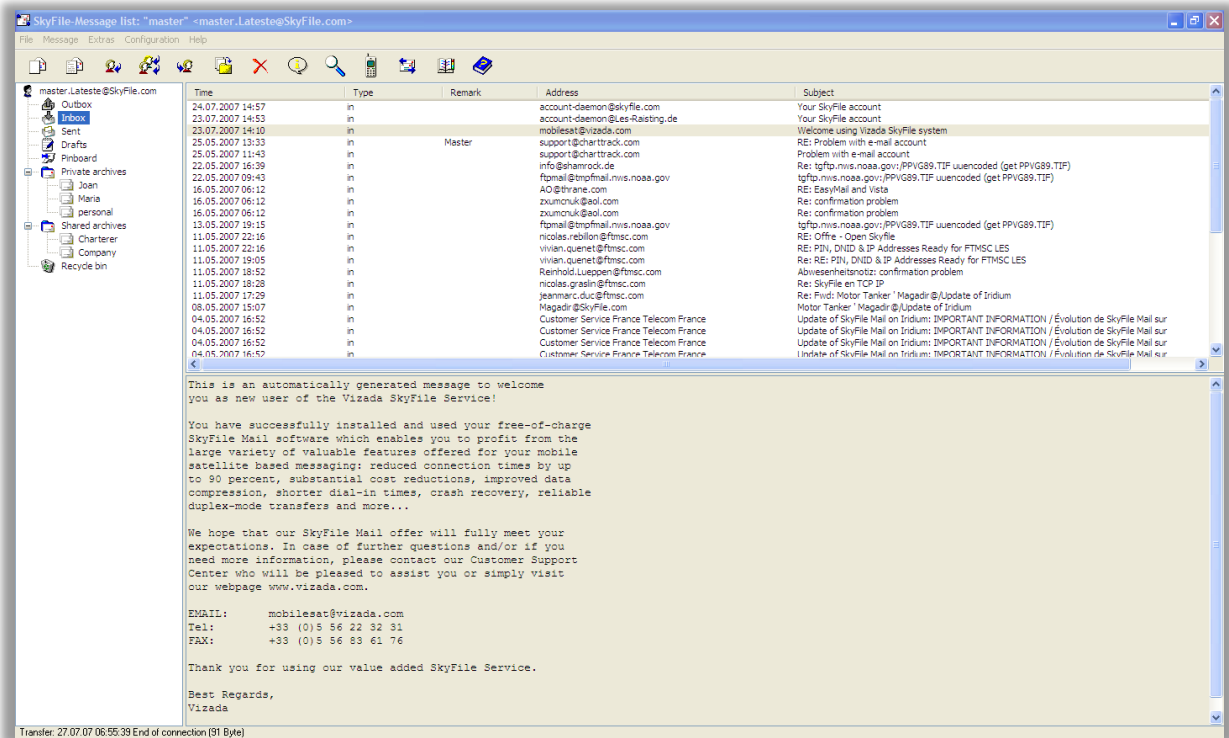 SkyFile-Message list: "master" <master.Lateste@SkyFile.com>
File Message Extras Configuration Help
master.Lateste@SkyFile.com
Outbox
Inbox
Sent
Drafts
Pinboard
Private archives
Joan
Maria
personal
Shared archives
Charterer
Company
Recycle bin
Time Type Remark Address Subject
24.07.2007 14:57 in account-daemon@skyfile.com Your SkyFile account
23.07.2007 14:53 in account-daemon@Les-Raisting.de Your SkyFile account
23.07.2007 14:10 in mobilesat@vizada.com Welcome using Vizada SkyFile system
25.05.2007 13:33 in Master support@charttrack.com RE: Problem with e-mail account
25.05.2007 11:43 in support@charttrack.com Problem with e-mail account
22.05.2007 16:39 in info@shamrock.de Re: tgftp.nws.noaa.gov:/PPVG89.TIF uuencoded (get PPVG89.TIF)
22.05.2007 09:43 in ftpmail@tmpfmail.nws.noaa.gov tgftp.nws.noaa.gov:/PPVG89.TIF uuencoded (get PPVG89.TIF)
16.05.2007 06:12 in AO@thrane.com RE: EasyMail and Vista
16.05.2007 06:12 in zxumcnuk@aol.com Re: confirmation problem
16.05.2007 06:12 in zxumcnuk@aol.com Re: confirmation problem
13.05.2007 19:15 in ftpmail@tmpfmail.nws.noaa.gov tgftp.nws.noaa.gov:/PPVG89.TIF uuencoded (get PPVG89.TIF)
11.05.2007 22:16 in nicolas.rebillon@ftmsc.com RE: Offre - Open Skyfile
11.05.2007 22:16 in vivian.quenet@ftmsc.com RE: PIN, DNID & IP Addresses Ready for FTMSC LES
11.05.2007 19:05 in vivian.quenet@ftmsc.com Re: RE: PIN, DNID & IP Addresses Ready for FTMSC LES
11.05.2007 18:52 in Reinhold.Lueppen@ftmsc.com Abwesenheitsnotiz: confirmation problem
11.05.2007 18:28 in nicolas.graslin@ftmsc.com Re: SkyFile en TCP IP
11.05.2007 17:29 in jeanmarc.duc@ftmsc.com Re: Fwd: Motor Tanker ' Magadir@/Update of Iridium
08.05.2007 15:07 in Magadir@SkyFile.com Motor Tanker ' Magadir@/Update of Iridium
04.05.2007 16:52 in Customer Service France Telecom France Update of SkyFile Mail on Iridium: IMPORTANT INFORMATION / Évolution de SkyFile Mail sur
04.05.2007 16:52 in Customer Service France Telecom France Update of SkyFile Mail on Iridium: IMPORTANT INFORMATION / Évolution de SkyFile Mail sur
04.05.2007 16:52 in Customer Service France Telecom France Update of SkyFile Mail on Iridium: IMPORTANT INFORMATION / Évolution de SkyFile Mail sur
04.05.2007 16:52 in Customer Service France Telecom France Update of SkyFile Mail on Iridium: IMPORTANT INFORMATION / Évolution de SkyFile Mail sur
This is an automatically generated message to welcome
you as new user of the Vizada SkyFile Service!
You have successfully installed and used your free-of-charge
SkyFile Mail software which enables you to profit from the
large variety of valuable features offered for your mobile
satellite based messaging: reduced connection times by up
to 90 percent, substantial cost reductions, improved data
compression, shorter dial-in times, crash recovery, reliable
duplex-mode transfers and more...
We hope that our SkyFile Mail offer will fully meet your
expectations. In case of further questions and/or if you
need more information, please contact our Customer Support
Center who will be pleased to assist you or simply visit
our webpage www.vizada.com.
EMAIL: mobilesat@vizada.com
Tel: +33 (0)5 56 22 32 31
FAX: +33 (0)5 56 83 61 76
Thank you for using our value added SkyFile Service.
Best Regards,
Vizada
Transfer: 27.07.07 06:55:39 End of connection (91 Byte)